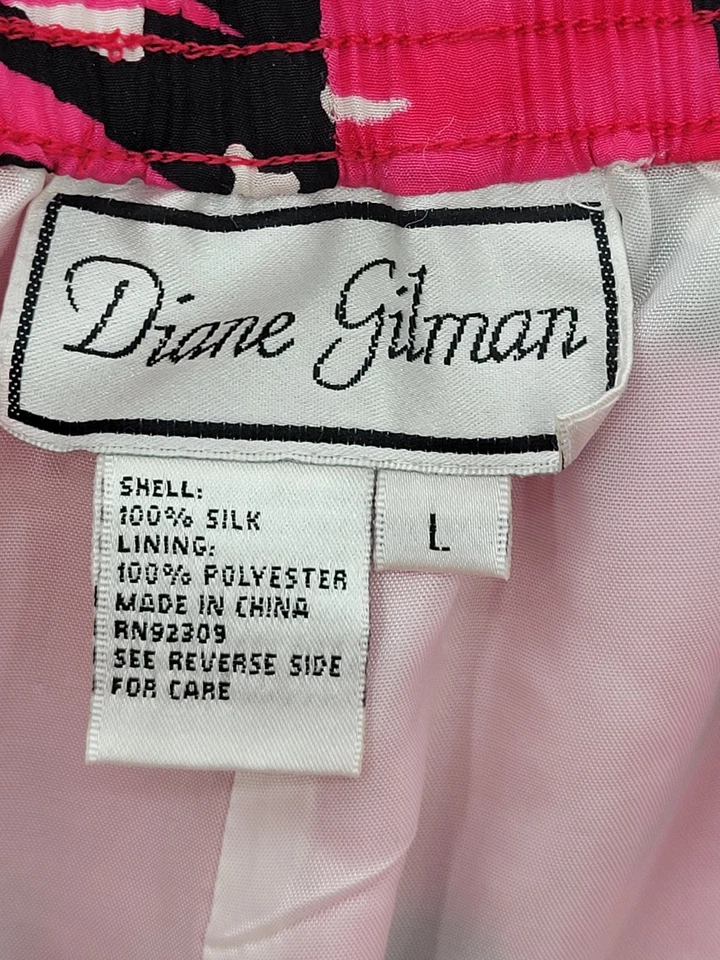 Diane Gilman
SHELL:
100% SILK
LINING:
100% POLYESTER
MADE IN CHINA
RN92309
SEE REVERSE SIDE
FOR CARE
L